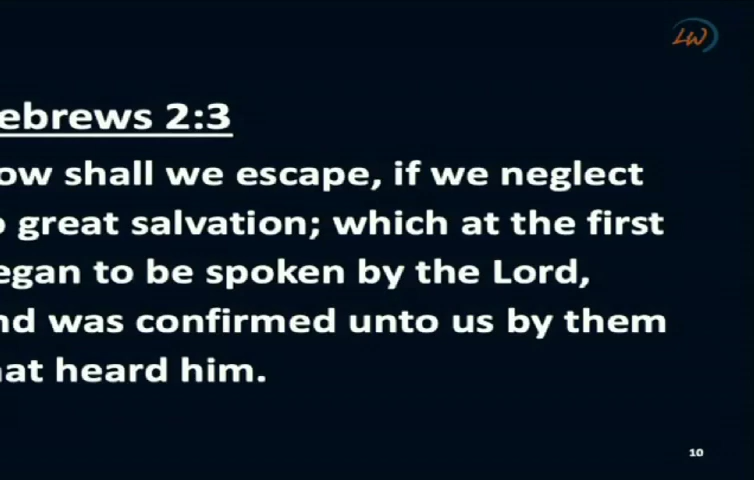 LW
ebrews 2:3
ow shall we escape, if we neglect
o great salvation; which at the first
egan to be spoken by the Lord,
nd was confirmed unto us by them
hat heard him.
10